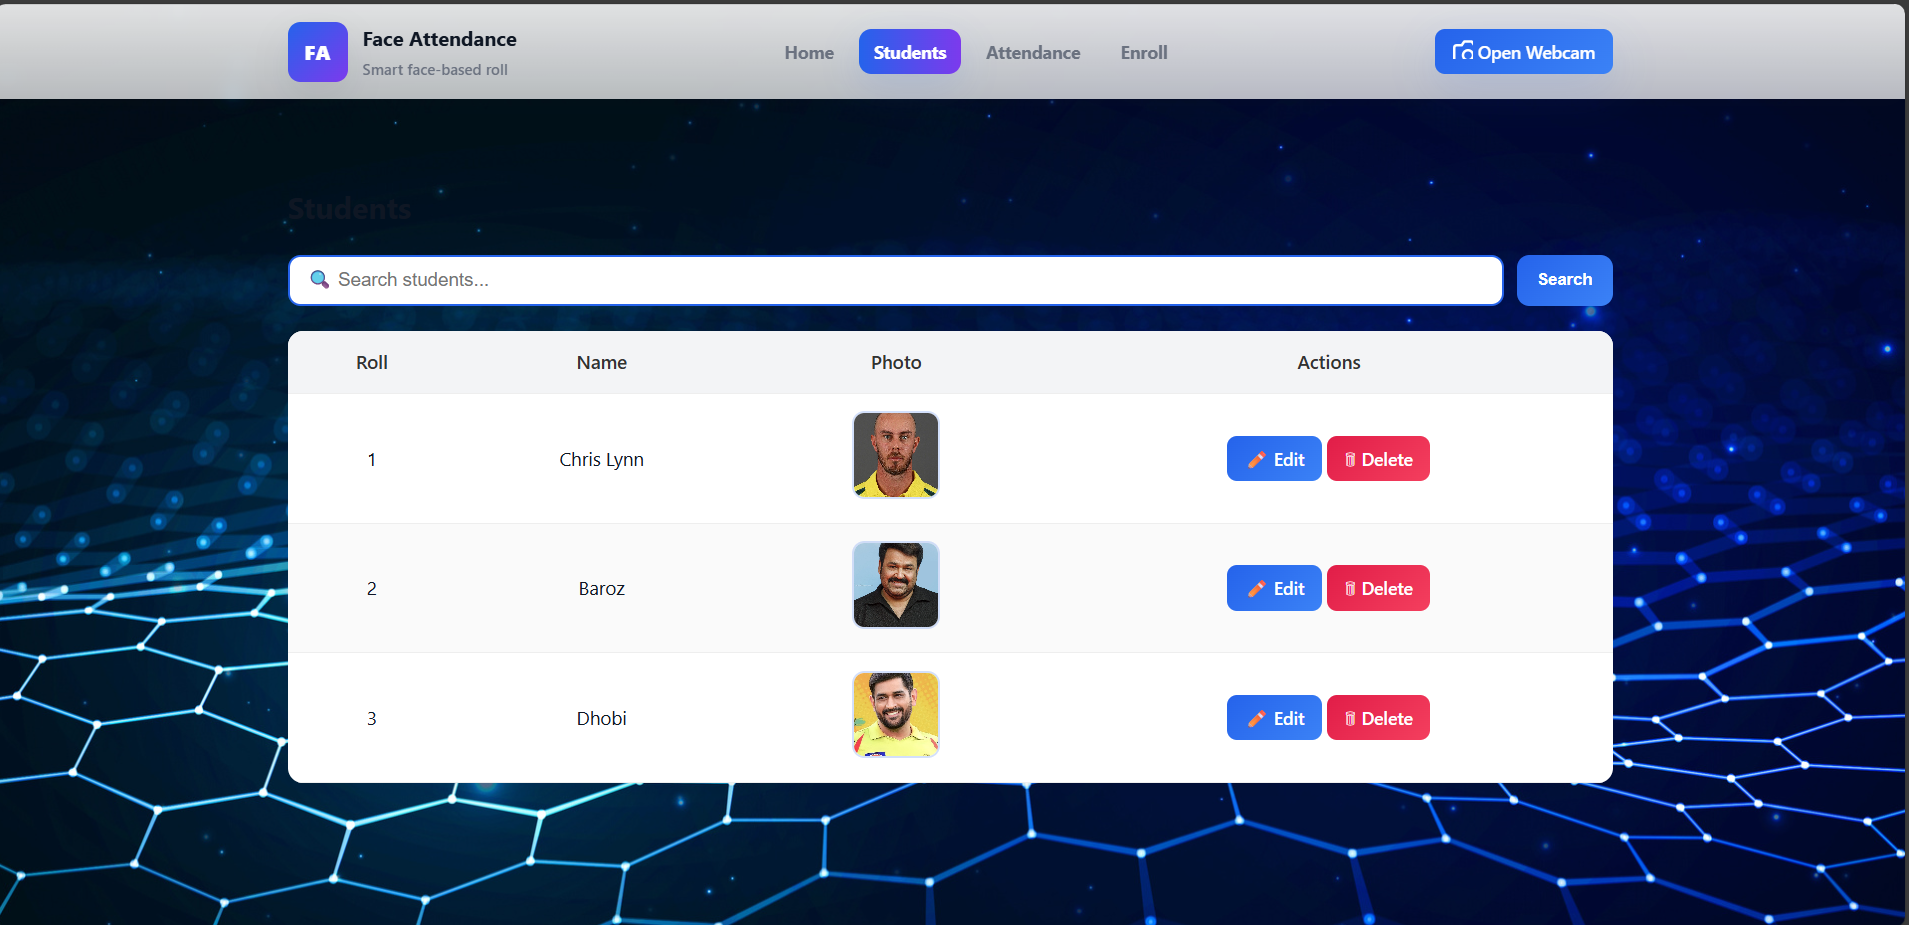 FA
Face Attendance
Smart face-based roll
Home Students Attendance Enroll
Open Webcam
Students
Search students...
Search
Roll Name Photo Actions
1 Chris Lynn Edit Delete
2 Baroz Edit Delete
3 Dhobi Edit Delete